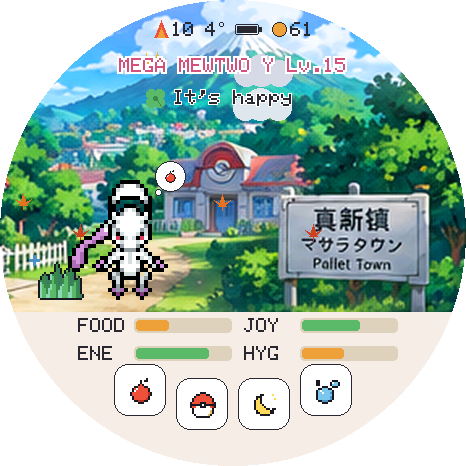 10 4° 61
MEGA MEWTWO Y Lv.15
It's happy
真新镇
マサラタウン
Pallet Town
FOOD JOY
ENE HYG